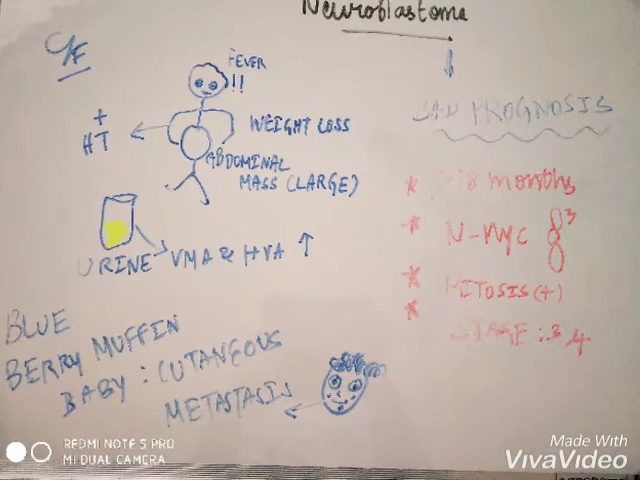 Neuroblastoma
C/F
FEVER
!!
+
HT
WEIGHT LOSS
ABDOMINAL
MASS (LARGE)
URINE
VMA & HVA ↑
BLUE
BERRY MUFFIN
BABY : CUTANEOUS
METASTASIS
BAD PROGNOSIS
* 18 months
* N-myc
* MITOSIS (+)
* STAGE : 3 4
REDMI NOTE 5 PRO
MI DUAL CAMERA
Made With
VivaVideo